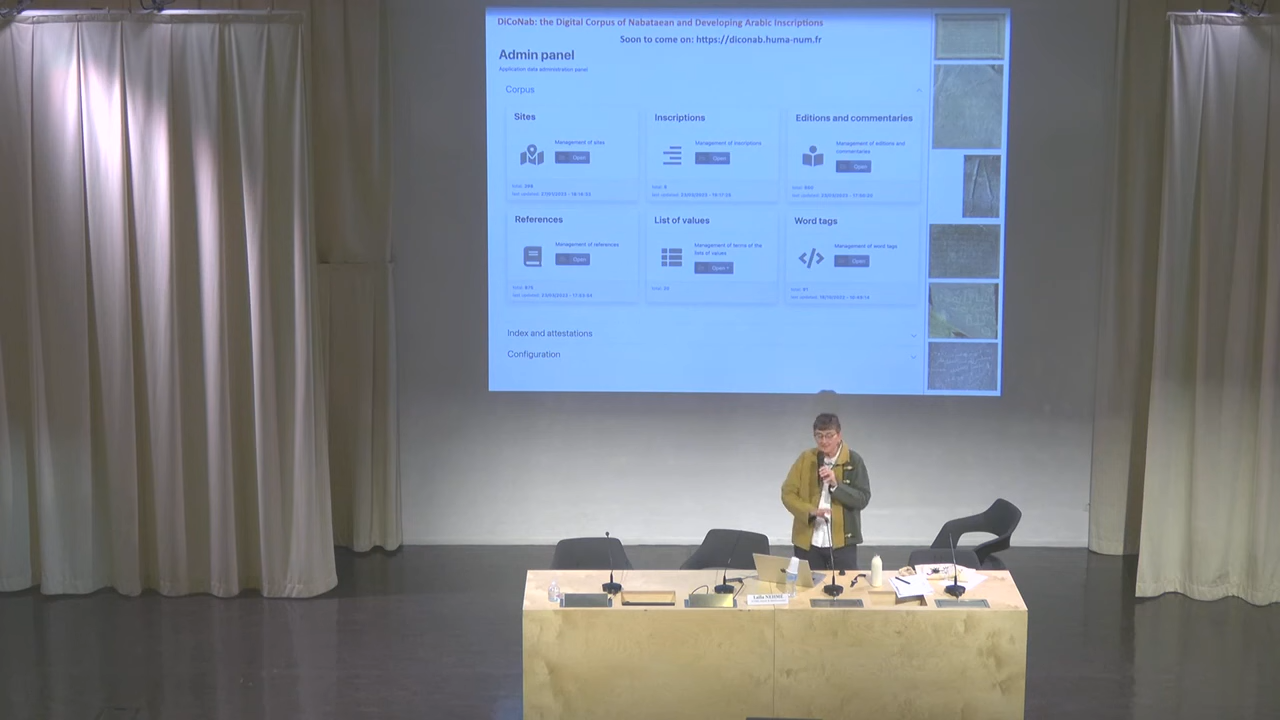 DiCoNab: the Digital Corpus of Nabataean and Developing Arabic Inscriptions
Soon to come on: https://diconab.huma-num.fr
Admin panel
Application data administration panel
Corpus
Sites
Management of sites
Open
Inscriptions
Management of inscriptions
Open
Editions and commentaries
Management of editions and
commentaries
Open
References
Management of references
Open
List of values
Management of terms of the
lists of values
Open
Word tags
Management of word tags
Open
Index and attestations
Configuration
Laïla NEHMÉ